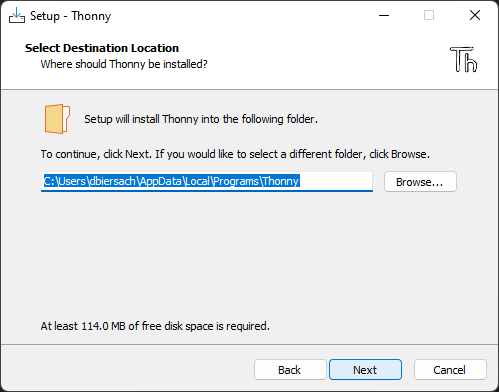 Setup - Thonny
Select Destination Location
Where should Thonny be installed?
Th
Setup will install Thonny into the following folder.
To continue, click Next. If you would like to select a different folder, click Browse.
C:\Users\dbiersach\AppData\Local\Programs\Thonny
Browse...
At least 114.0 MB of free disk space is required.
Back
Next
Cancel